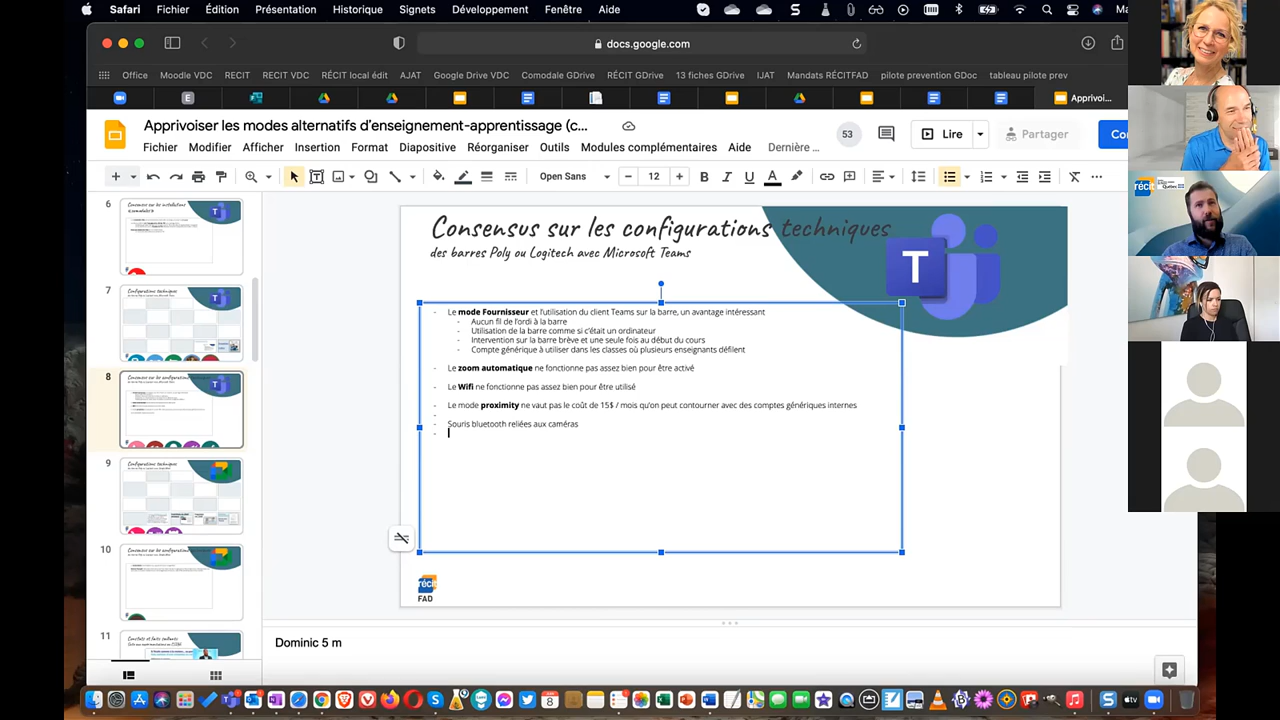 Safari Fichier Édition Présentation Historique Signets Développement Fenêtre Aide
docs.google.com
Office Moodle VDC RECIT RECIT VDC RÉCIT local édit AJAT Google Drive VDC Comodale GDrive RÉCIT GDrive 13 fiches GDrive IJAT Mandats RÉCITFAD pilote prevention GDoc tableau pilote prev
Apprivoi...
Apprivoiser les modes alternatifs d'enseignement-apprentissage (c...
53
Lire
Partager
Fichier Modifier Afficher Insertion Format Diapositive Réorganiser Outils Modules complémentaires Aide Dernière ...
Open Sans
12
B I U A
6
7
8
9
10
11
Consensus sur les configurations techniques
des barres Poly ou Logitech avec Microsoft Teams
T
- Le mode Fournisseur et l'utilisation du client Teams sur la barre, un avantage intéressant
- Aucun fil de l'ordi à la barre
- Utilisation de la barre comme si c'était un ordinateur
- Intervention sur la barre brève et une seule fois au début du cours
- Compte générique à utiliser dans les classes où plusieurs enseignants défilent
- Le zoom automatique ne fonctionne pas assez bien pour être activé
- Le Wifi ne fonctionne pas assez bien pour être utilisé
- Le mode proximity ne vaut pas le coût de 15$ / mois qu'on peut contourner avec des comptes génériques internes
- Souris bluetooth reliées aux caméras
-
récit
FAD
Dominic 5 m
récit
Québec